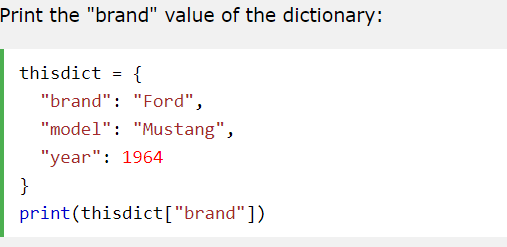 Print the "brand" value of the dictionary:
thisdict = {
  "brand": "Ford",
  "model": "Mustang",
  "year": 1964
}
print(thisdict["brand"])